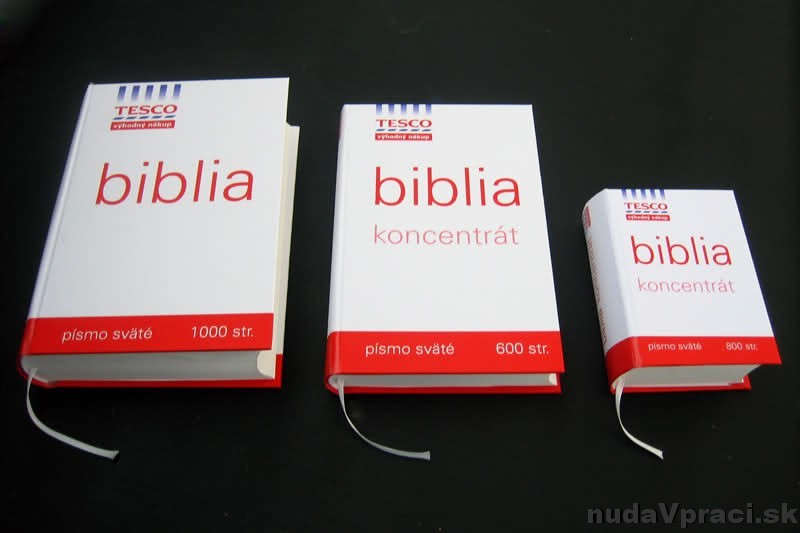 TESCO
výhodný nákup
biblia
písmo sväté 1000 str.
TESCO
výhodný nákup
biblia
koncentrát
písmo sväté 600 str.
TESCO
výhodný nákup
biblia
koncentrát
písmo sväté 800 str.
nudaVpraci.sk